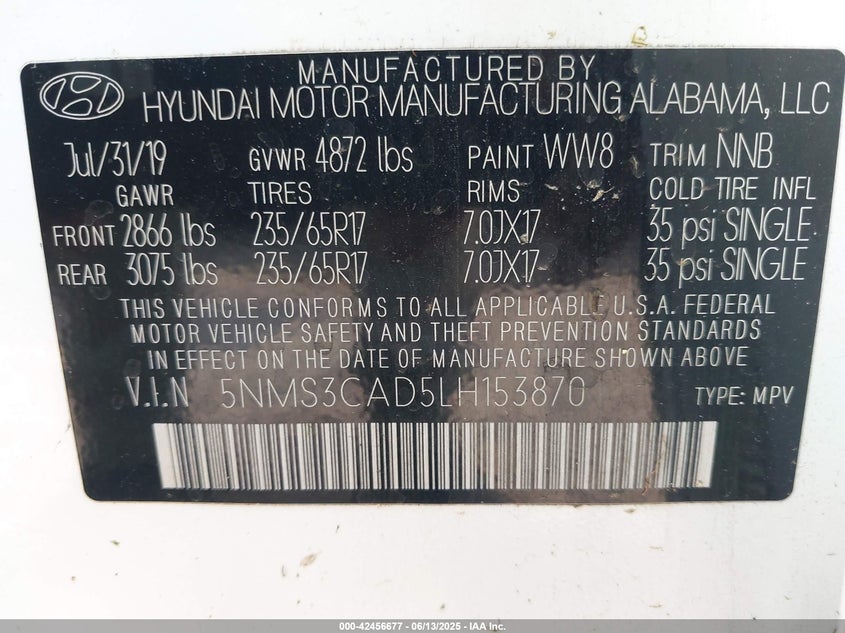 MANUFACTURED BY
HYUNDAI MOTOR MANUFACTURING ALABAMA, LLC
Jul/31/19 GVWR 4872 lbs PAINT WW8 TRIM NNB
GAWR TIRES RIMS COLD TIRE INFL
FRONT 2866 lbs 235/65R17 7.0JX17 35 psi SINGLE
REAR 3075 lbs 235/65R17 7.0JX17 35 psi SINGLE
THIS VEHICLE CONFORMS TO ALL APPLICABLE U.S.A. FEDERAL
MOTOR VEHICLE SAFETY AND THEFT PREVENTION STANDARDS
IN EFFECT ON THE DATE OF MANUFACTURE SHOWN ABOVE
V.I.N 5NMS3CAD5LH153870 TYPE: MPV
000-42456677 - 06/13/2025 - IAA Inc.